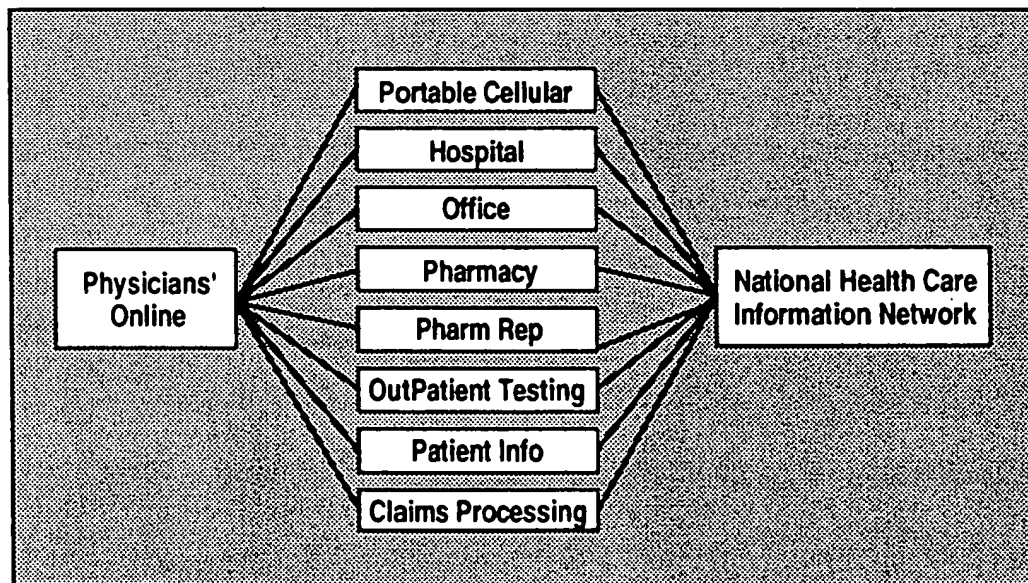 Physicians'
Online
Portable Cellular
Hospital
Office
Pharmacy
Pharm Rep
OutPatient Testing
Patient Info
Claims Processing
National Health Care
Information Network